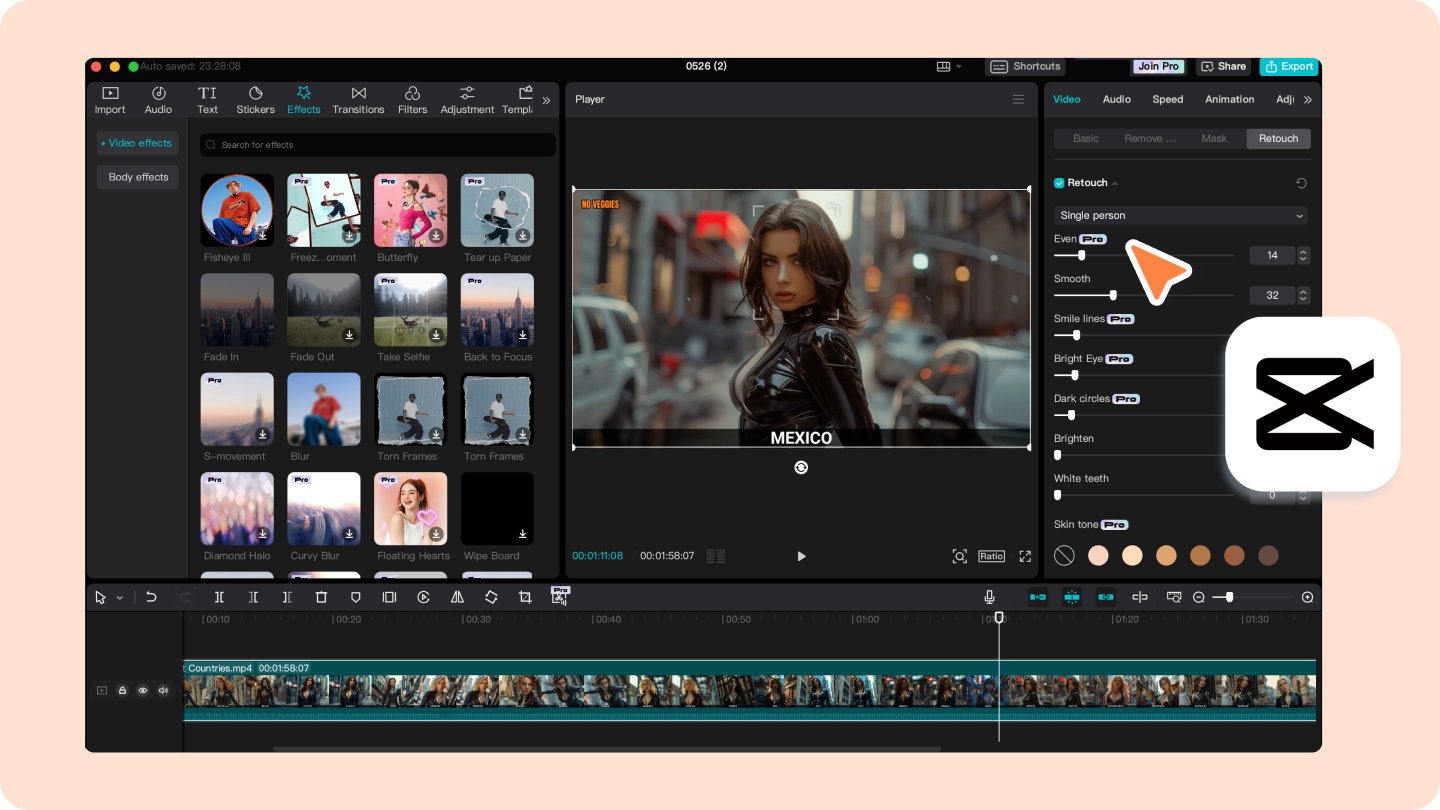 Auto saved: 23:28:08
0526 (2)
Shortcuts
Join Pro
Share
Export
Import
Audio
Text
Stickers
Effects
Transitions
Filters
Adjustment
Video effects
Body effects
Search for effects
Pro
Pro
Pro
Fisheye III
Freez...oment
Butterfly
Tear up Paper
Pro
Pro
Fade In
Fade Out
Take Selfie
Back to Focus
Pro
S-movement
Blur
Torn Frames
Torn Frames
Pro
Pro
Pro
Diamond Halo
Curvy Blur
Floating Hearts
Wipe Board
Player
NO VEGGIES
MEXICO
00:01:11:08
00:01:58:07
Ratio
Video
Audio
Speed
Animation
Basic
Remove ...
Mask
Retouch
Retouch
Single person
Even Pro
14
Smooth
32
Smile lines Pro
Bright Eye Pro
Dark circles Pro
Brighten
White teeth
0
Skin tone Pro
Pro
00:10
00:20
00:30
00:40
00:50
01:00
01:20
01:30
Countries.mp4 00:01:58:07